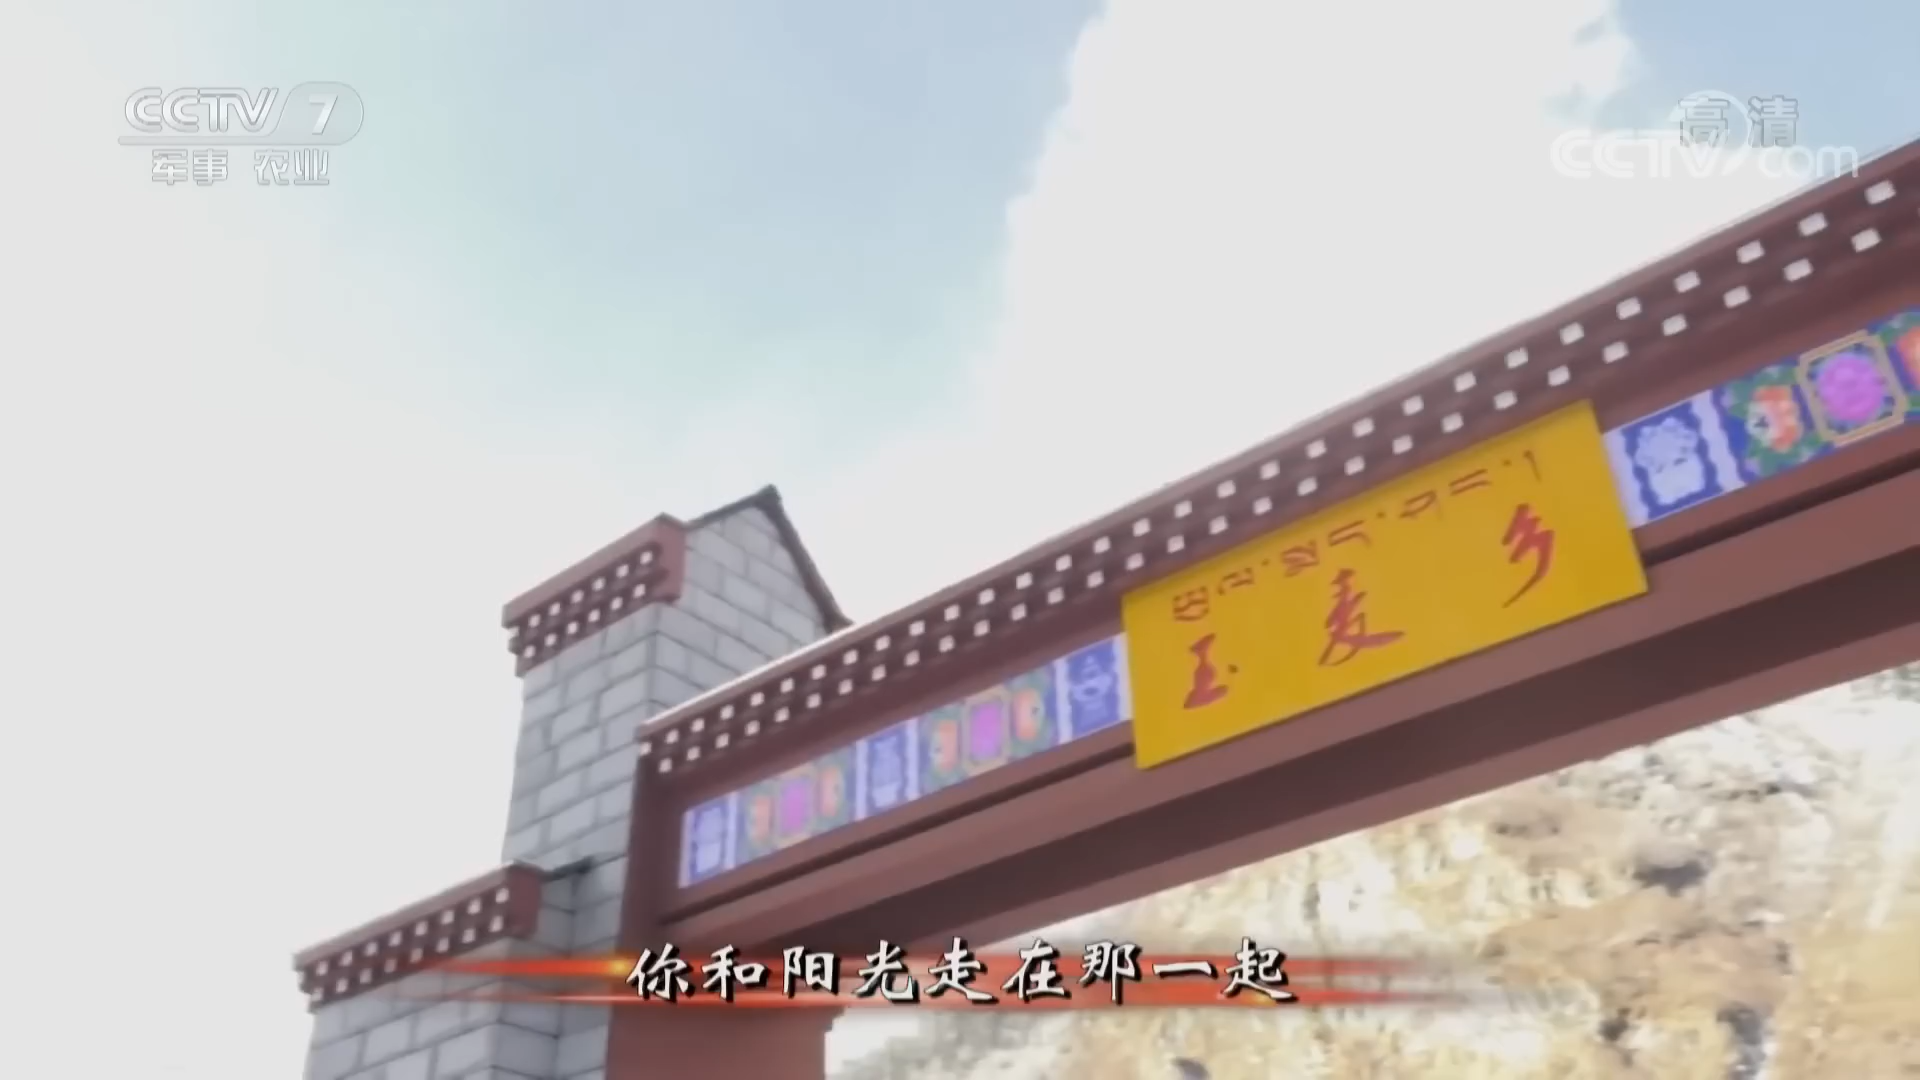 CCTV 7
军事 农业
高清
CCTV.com
ཡུལ་སྨད་ཤང་།
玉麦乡
你和阳光走在那一起